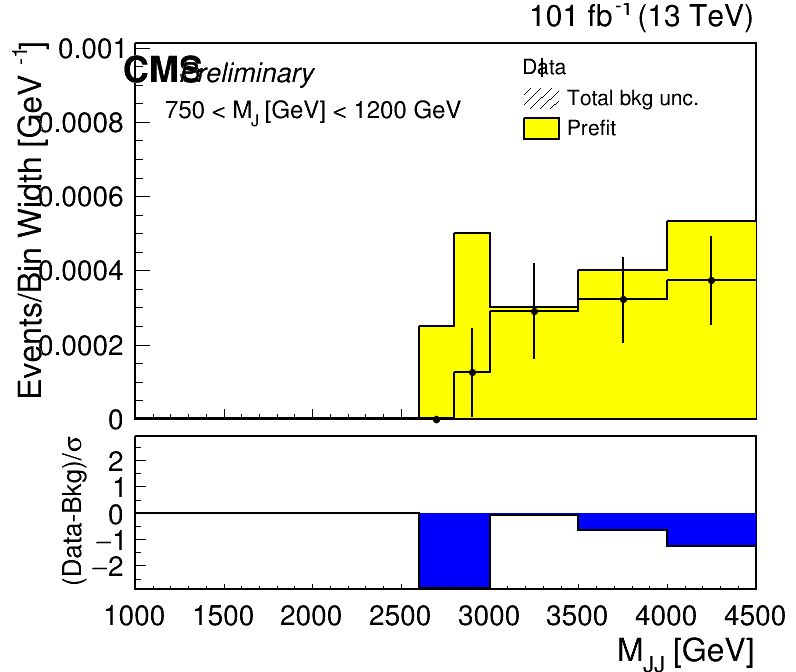 101 fb⁻¹ (13 TeV)
CMS Preliminary
750 < M_J [GeV] < 1200 GeV
Data
Total bkg unc.
Prefit
Events/Bin Width [GeV⁻¹]
0.001
0.0008
0.0006
0.0004
0.0002
0
(Data-Bkg)/σ
2
1
0
−1
−2
1000 1500 2000 2500 3000 3500 4000 4500
M_JJ [GeV]